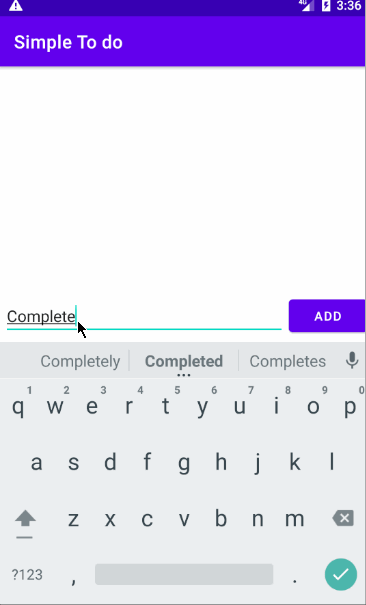 4G 3:36
Simple To do
Complete
ADD
Completely Completed Completes
1 2 3 4 5 6 7 8 9 0
q w e r t y u i o p
a s d f g h j k l
z x c v b n m
?123 , .